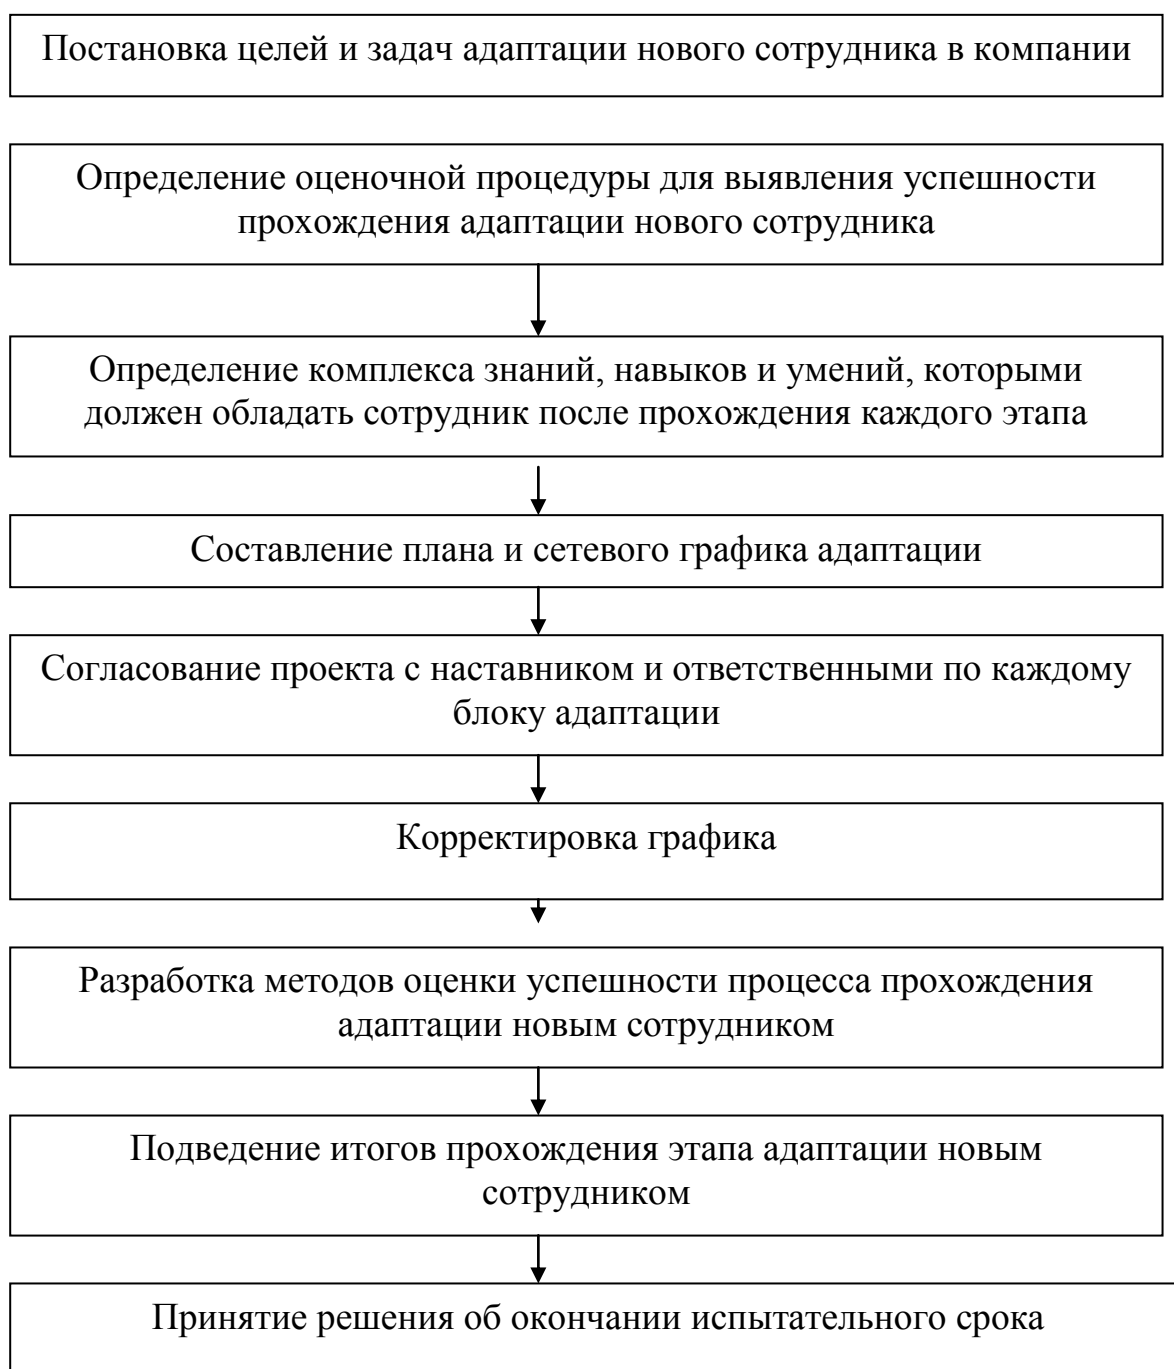 Постановка целей и задач адаптации нового сотрудника в компании
Определение оценочной процедуры для выявления успешности
прохождения адаптации нового сотрудника
Определение комплекса знаний, навыков и умений, которыми
должен обладать сотрудник после прохождения каждого этапа
Составление плана и сетевого графика адаптации
Согласование проекта с наставником и ответственными по каждому
блоку адаптации
Корректировка графика
Разработка методов оценки успешности процесса прохождения
адаптации новым сотрудником
Подведение итогов прохождения этапа адаптации новым
сотрудником
Принятие решения об окончании испытательного срока